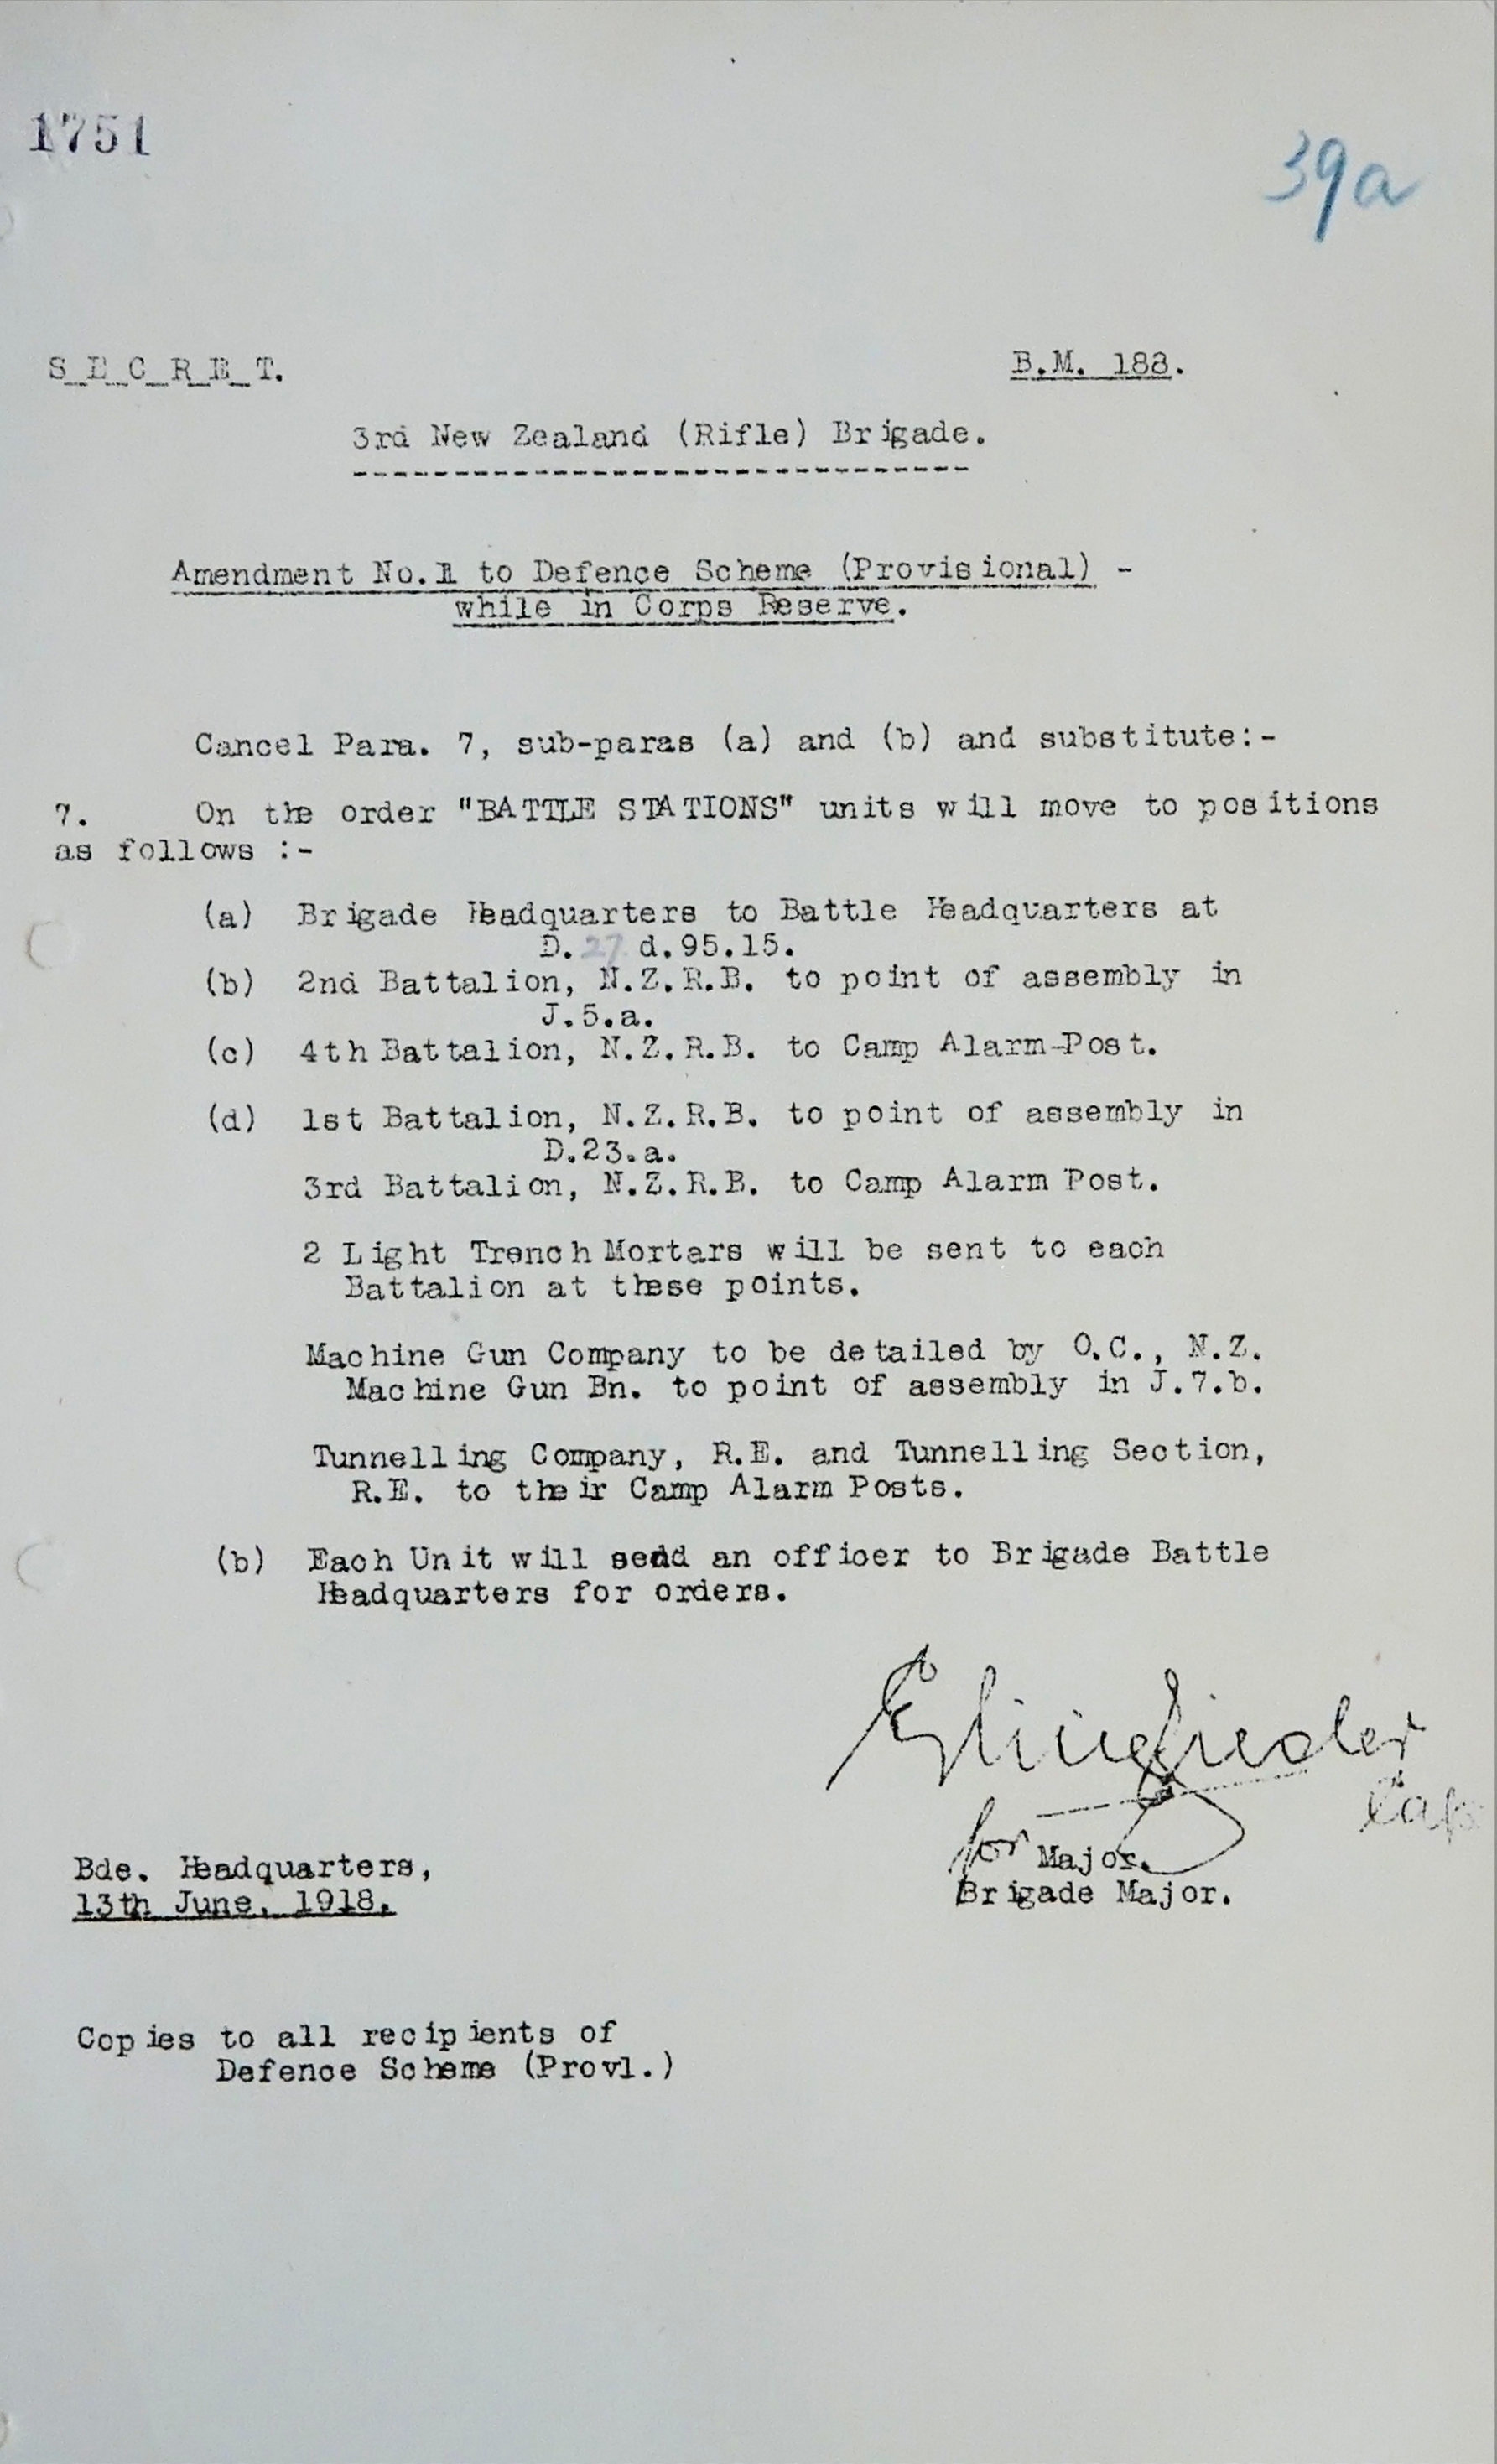 1751
39a
S_E_C_R_E_T.
B.M. 188.
3rd New Zealand (Rifle) Brigade.
--------------------------------
Amendment No.1 to Defence Scheme (Provisional) -
while in Corps Reserve.
Cancel Para. 7, sub-paras (a) and (b) and substitute:-
7. On the order "BATTLE STATIONS" units will move to positions
as follows :-
(a) Brigade Headquarters to Battle Headquarters at
D.27 d.95.15.
(b) 2nd Battalion, N.Z.R.B. to point of assembly in
J.5.a.
(c) 4th Battalion, N.Z.R.B. to Camp Alarm-Post.
(d) 1st Battalion, N.Z.R.B. to point of assembly in
D.23.a.
3rd Battalion, N.Z.R.B. to Camp Alarm Post.
2 Light Trench Mortars will be sent to each
Battalion at these points.
Machine Gun Company to be detailed by O.C., N.Z.
Machine Gun Bn. to point of assembly in J.7.b.
Tunnelling Company, R.E. and Tunnelling Section,
R.E. to their Camp Alarm Posts.
(b) Each Unit will send an officer to Brigade Battle
Headquarters for orders.
for Major.
Brigade Major.
Bde. Headquarters,
13th June, 1918.
Copies to all recipients of
Defence Scheme (Provl.)